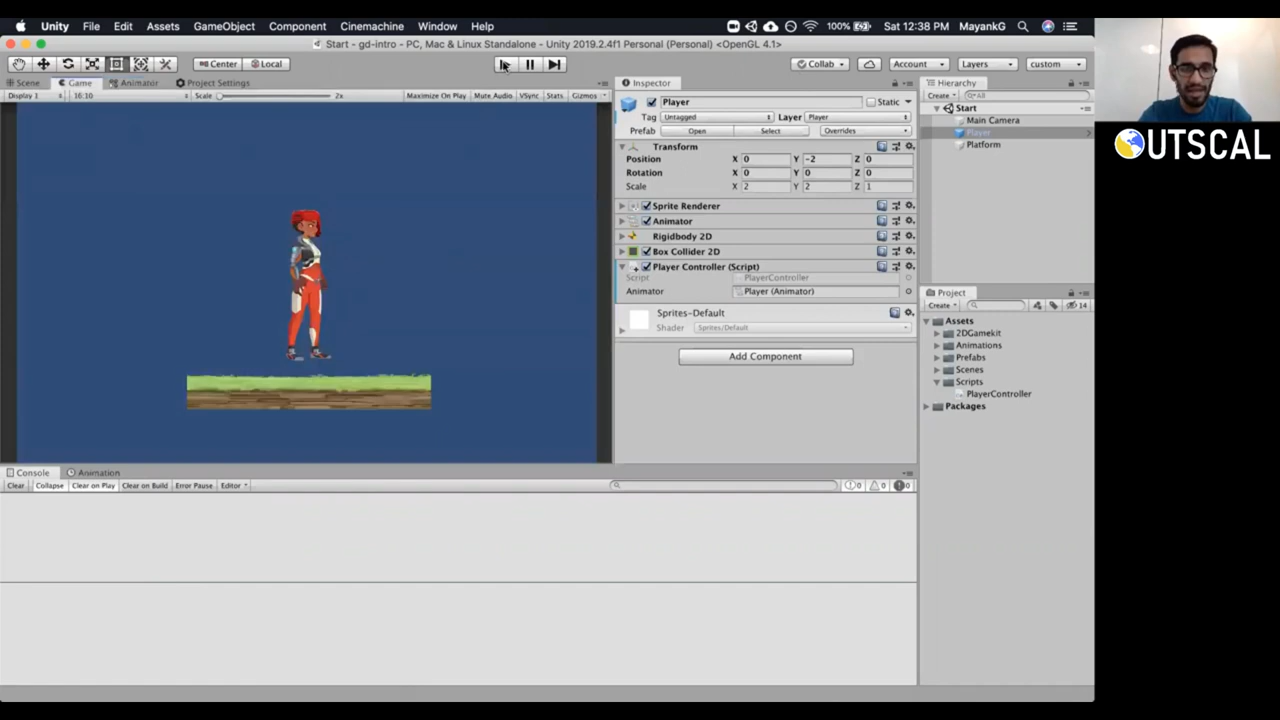 Unity File Edit Assets GameObject Component Cinemachine Window Help 100% Sat 12:38 PM MayankG
Start - gd-intro - PC, Mac & Linux Standalone - Unity 2019.2.4f1 Personal (Personal) <OpenGL 4.1>
Center Local Collab Account Layers custom
Scene Game Animator Project Settings
Display 1 16:10 Scale 2x Maximize On Play Mute Audio VSync Stats Gizmos
Inspector
Player Static
Tag Untagged Layer Player
Prefab Open Select Overrides
Transform
Position X 0 Y -2 Z 0
Rotation X 0 Y 0 Z 0
Scale X 2 Y 2 Z 1
Sprite Renderer
Animator
Rigidbody 2D
Box Collider 2D
Player Controller (Script)
Script PlayerController
Animator Player (Animator)
Sprites-Default
Shader Sprites/Default
Add Component
Hierarchy
Create All
Start
Main Camera
Player
Platform
Project
Create 14
Assets
2DGamekit
Animations
Prefabs
Scenes
Scripts
PlayerController
Packages
Console Animation
Clear Collapse Clear on Play Clear on Build Error Pause Editor 0 0 0
OUTSCAL